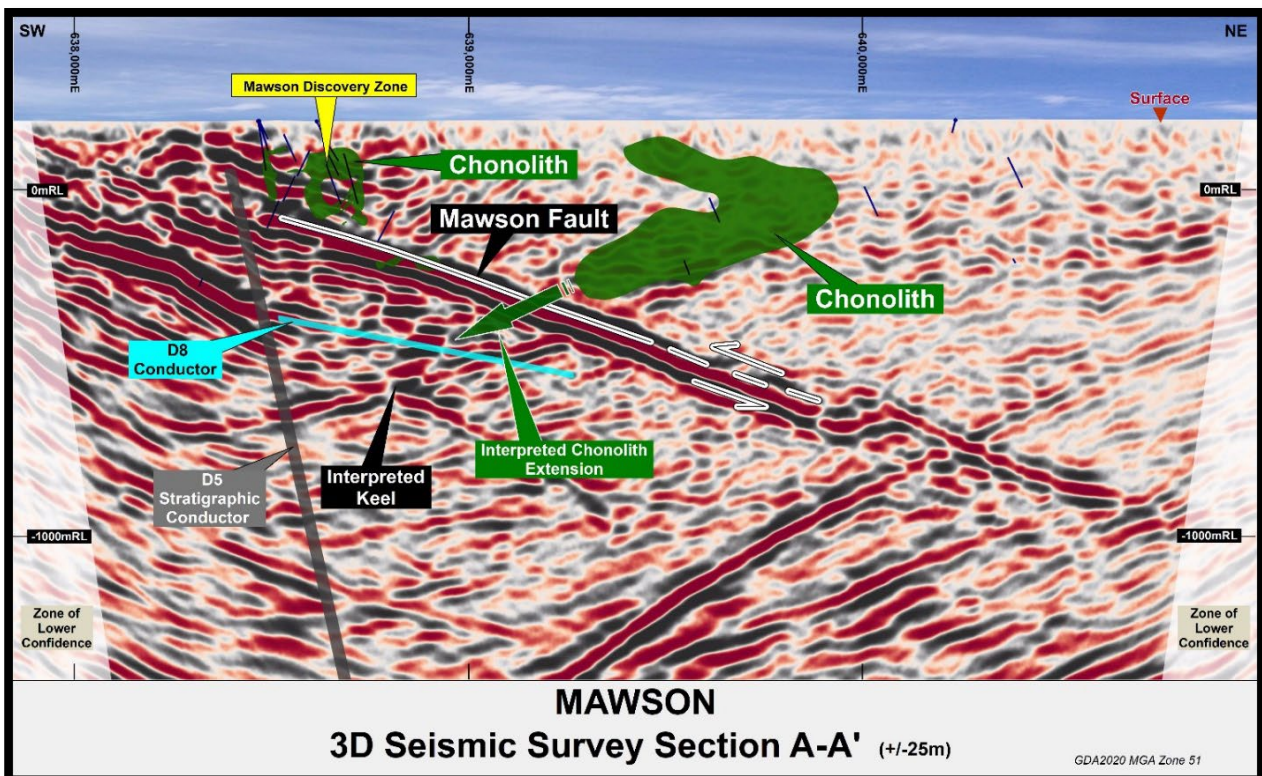 SW
638,000mE
639,000mE
640,000mE
NE
Mawson Discovery Zone
Surface
Chonolith
0mRL
0mRL
Mawson Fault
Chonolith
D8
Conductor
Interpreted Chonolith
Extension
Interpreted
Keel
D5
Stratigraphic
Conductor
-1000mRL
-1000mRL
Zone of
Lower
Confidence
Zone of
Lower
Confidence
MAWSON
3D Seismic Survey Section A-A' (+/-25m)
GDA2020 MGA Zone 51